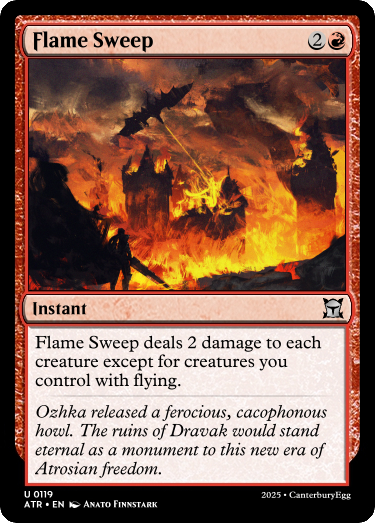 Flame Sweep 2
Instant
Flame Sweep deals 2 damage to each
creature except for creatures you
control with flying.
Ozhka released a ferocious, cacophonous
howl. The ruins of Dravak would stand
eternal as a monument to this new era of
Atrosian freedom.
U 0119
ATR • EN Anato Finnstark
2025 • CanterburyEgg